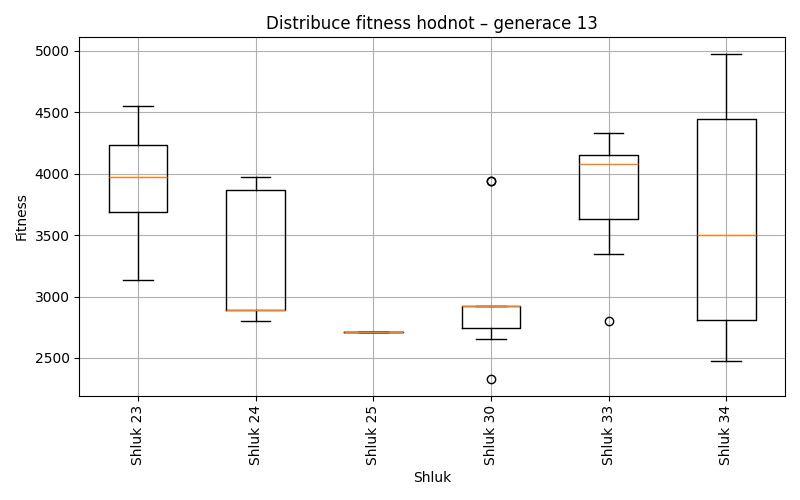 Distribuce fitness hodnot – generace 13
5000
4500
4000
3500
3000
2500
Fitness
Shluk 23
Shluk 24
Shluk 25
Shluk 30
Shluk 33
Shluk 34
Shluk